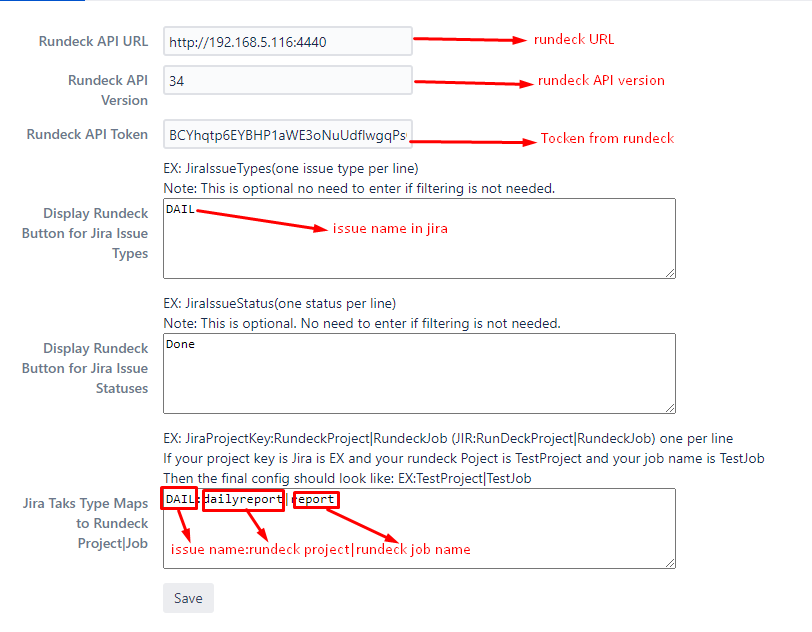 Rundeck API URL http://192.168.5.116:4440 rundeck URL
Rundeck API Version 34 rundeck API version
Rundeck API Token BCYhqtp6EYBHP1aWE3oNuUdflwgqPs Tocken from rundeck
EX: JiraIssueTypes(one issue type per line)
Note: This is optional no need to enter if filtering is not needed.
Display Rundeck Button for Jira Issue Types
DAIL
issue name in jira
EX: JiraIssueStatus(one status per line)
Note: This is optional. No need to enter if filtering is not needed.
Display Rundeck Button for Jira Issue Statuses
Done
EX: JiraProjectKey:RundeckProject|RundeckJob (JIR:RunDeckProject|RundeckJob) one per line
If your project key is Jira is EX and your rundeck Poject is TestProject and your job name is TestJob
Then the final config should look like: EX:TestProject|TestJob
Jira Taks Type Maps to Rundeck Project|Job
DAIL:dailyreport|report
issue name:rundeck project|rundeck job name
Save